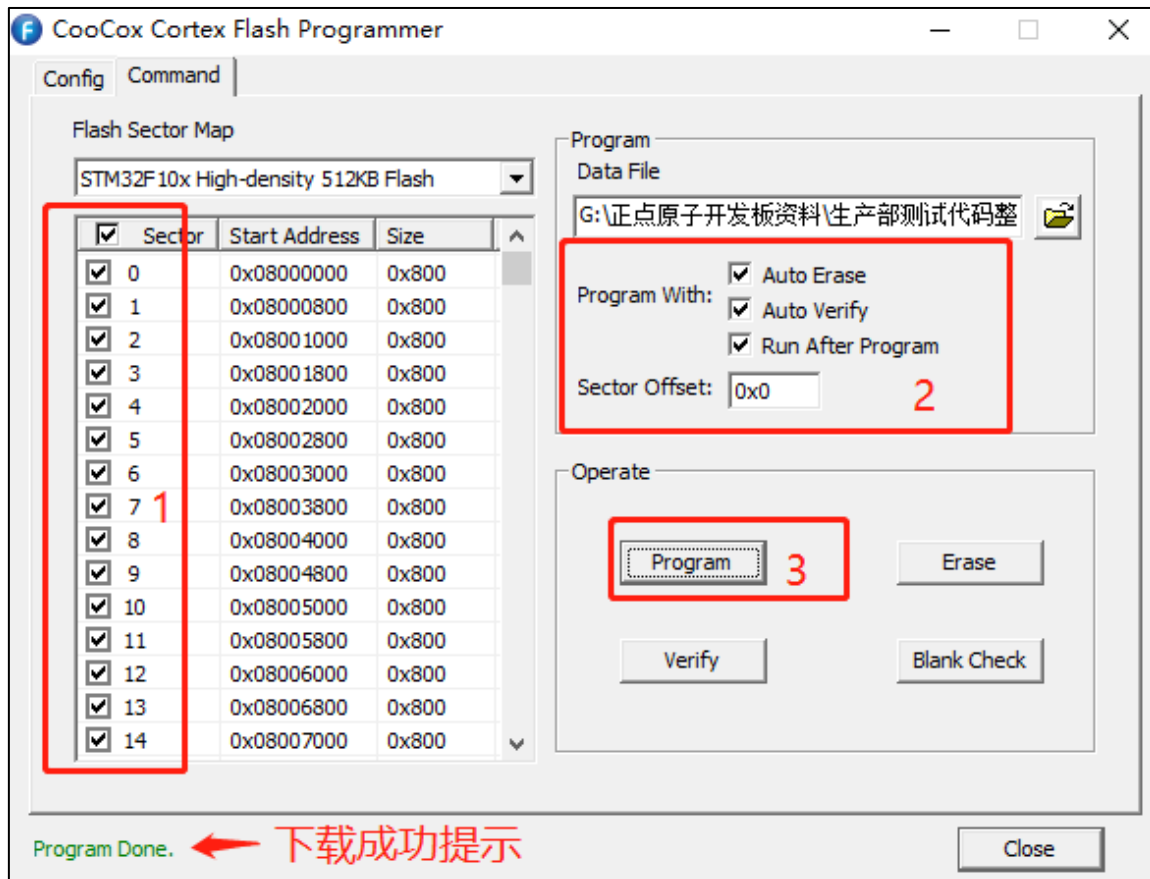 CooCox Cortex Flash Programmer
Config Command
Flash Sector Map
STM32F10x High-density 512KB Flash
Sector Start Address Size
0 0x08000000 0x800
1 0x08000800 0x800
2 0x08001000 0x800
3 0x08001800 0x800
4 0x08002000 0x800
5 0x08002800 0x800
6 0x08003000 0x800
7 0x08003800 0x800
8 0x08004000 0x800
9 0x08004800 0x800
10 0x08005000 0x800
11 0x08005800 0x800
12 0x08006000 0x800
13 0x08006800 0x800
14 0x08007000 0x800
1
Program
Data File
G:\正点原子开发板资料\生产部测试代码整
Program With:
Auto Erase
Auto Verify
Run After Program
Sector Offset: 0x0
2
Operate
Program 3 Erase
Verify Blank Check
Program Done. 下载成功提示
Close